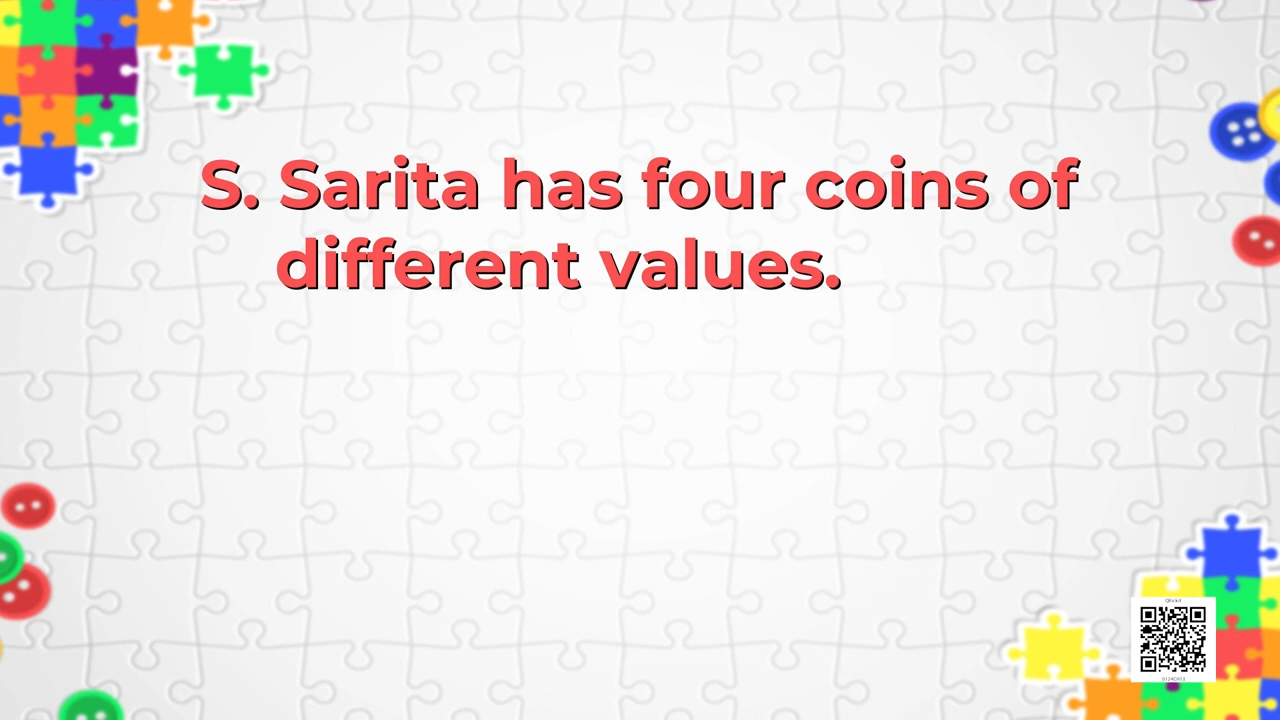 S. Sarita has four coins of
different values.